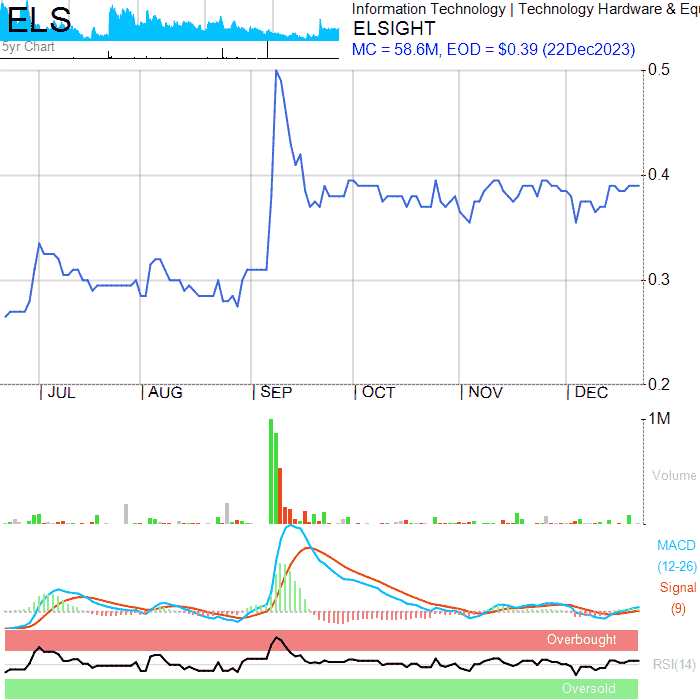 ELS
5yr Chart
Information Technology | Technology Hardware & Equ
ELSIGHT
MC = 58.6M, EOD = $0.39 (22Dec2023)
0.5
0.4
0.3
0.2
JUL AUG SEP OCT NOV DEC
1M
Volume
MACD
(12-26)
Signal
(9)
Overbought
RSI(14)
Oversold